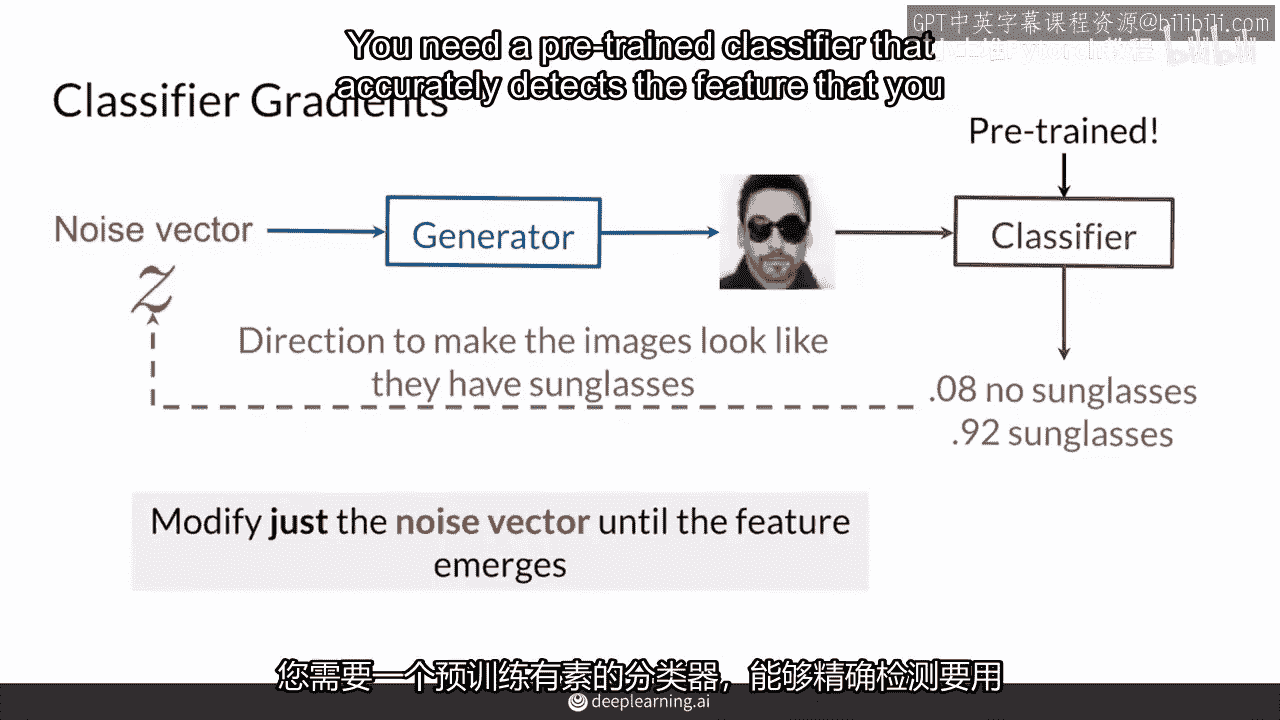 GPT中英字幕课程资源@bilibili.com
You need a pre-trained classifier that
accurately detects the feature that you
Classifier Gradients
Pre-trained!
Noise vector
Generator
Classifier
z
Direction to make the images look like
they have sunglasses
.08 no sunglasses
.92 sunglasses
Modify just the noise vector until the feature
emerges
您需要一个预训练有素的分类器，能够精确检测要用
deeplearning.ai